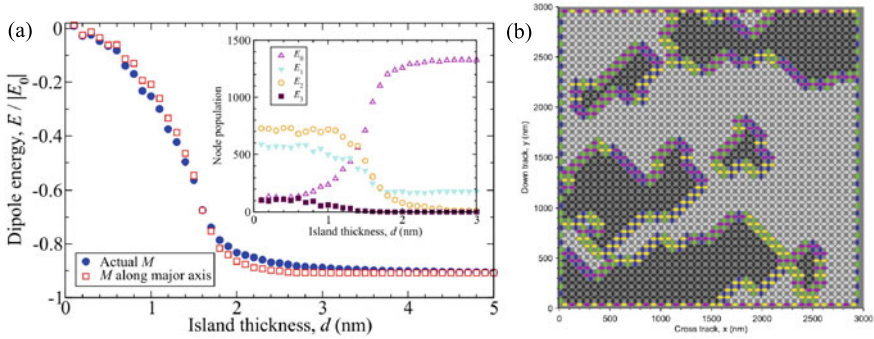 (a)
Dipole energy, E / |E0|
0
-0.2
-0.4
-0.6
-0.8
-1
0 1 2 3 4 5
Island thickness, d (nm)
Actual M
M along major axis
Node population
1500
1000
500
0
0 1 2 3
Island thickness, d (nm)
E0
E1
E2
E3
(b)
Down track, y (nm)
3000
2500
2000
1500
1000
500
0
0 500 1000 1500 2000 2500 3000
Cross track, x (nm)